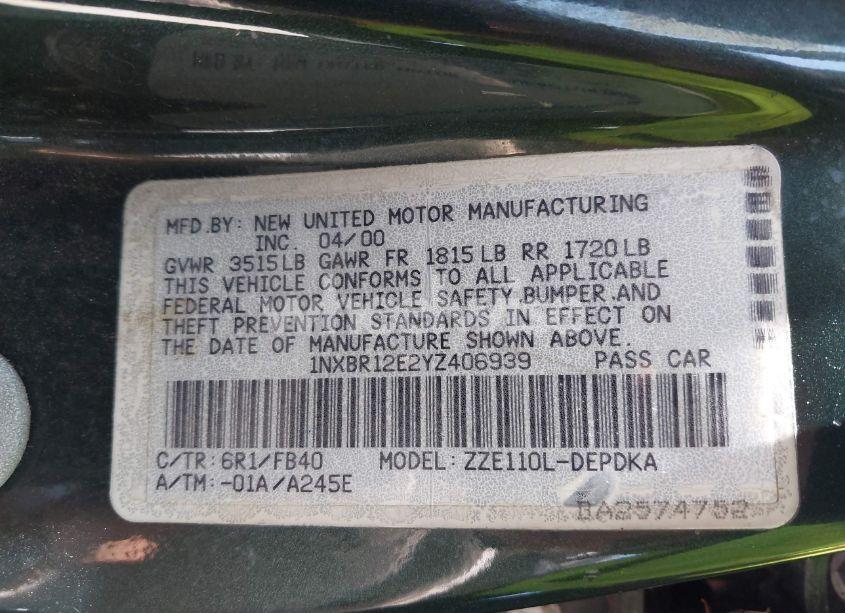 MFD.BY: NEW UNITED MOTOR MANUFACTURING
INC. 04/00
GVWR 3515LB GAWR FR 1815LB RR 1720LB
THIS VEHICLE CONFORMS TO ALL APPLICABLE
FEDERAL MOTOR VEHICLE SAFETY,BUMPER,AND
THEFT PREVENTION STANDARDS IN EFFECT ON
THE DATE OF MANUFACTURE SHOWN ABOVE.
1NXBR12E2YZ406939 PASS CAR
C/TR: 6R1/FB40 MODEL: ZZE110L-DEPDKA
A/TM: -01A/A245E